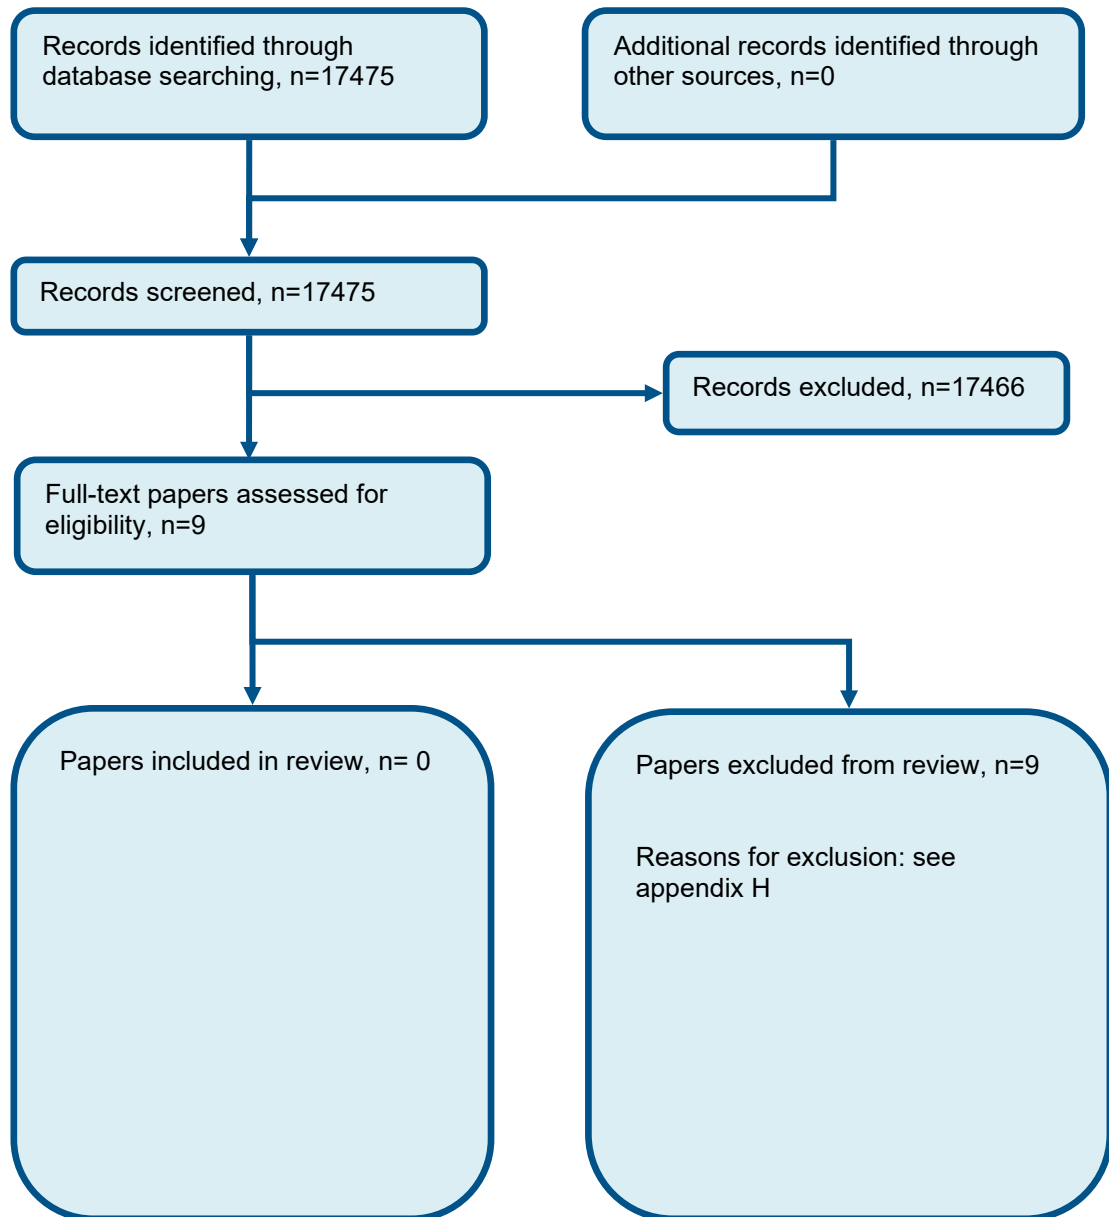 Records identified through
database searching, n=17475
Additional records identified through
other sources, n=0
Records screened, n=17475
Records excluded, n=17466
Full-text papers assessed for
eligibility, n=9
Papers included in review, n= 0
Papers excluded from review, n=9
Reasons for exclusion: see
appendix H